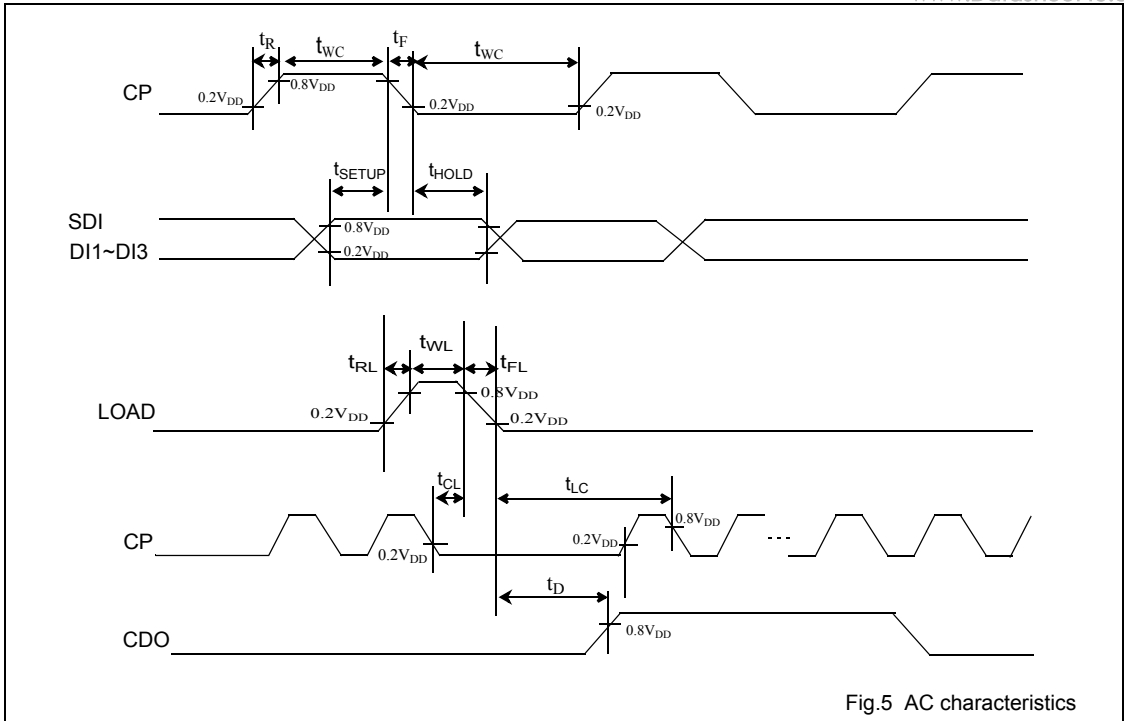 tR tWC tF tWC
CP 0.2VDD 0.8VDD 0.2VDD 0.2VDD
tSETUP tHOLD
SDI 0.8VDD
DI1~DI3 0.2VDD
tRL tWL tFL
LOAD 0.2VDD 0.8VDD 0.2VDD
tCL tLC
CP 0.2VDD 0.2VDD 0.8VDD
tD
CDO 0.8VDD
Fig.5 AC characteristics